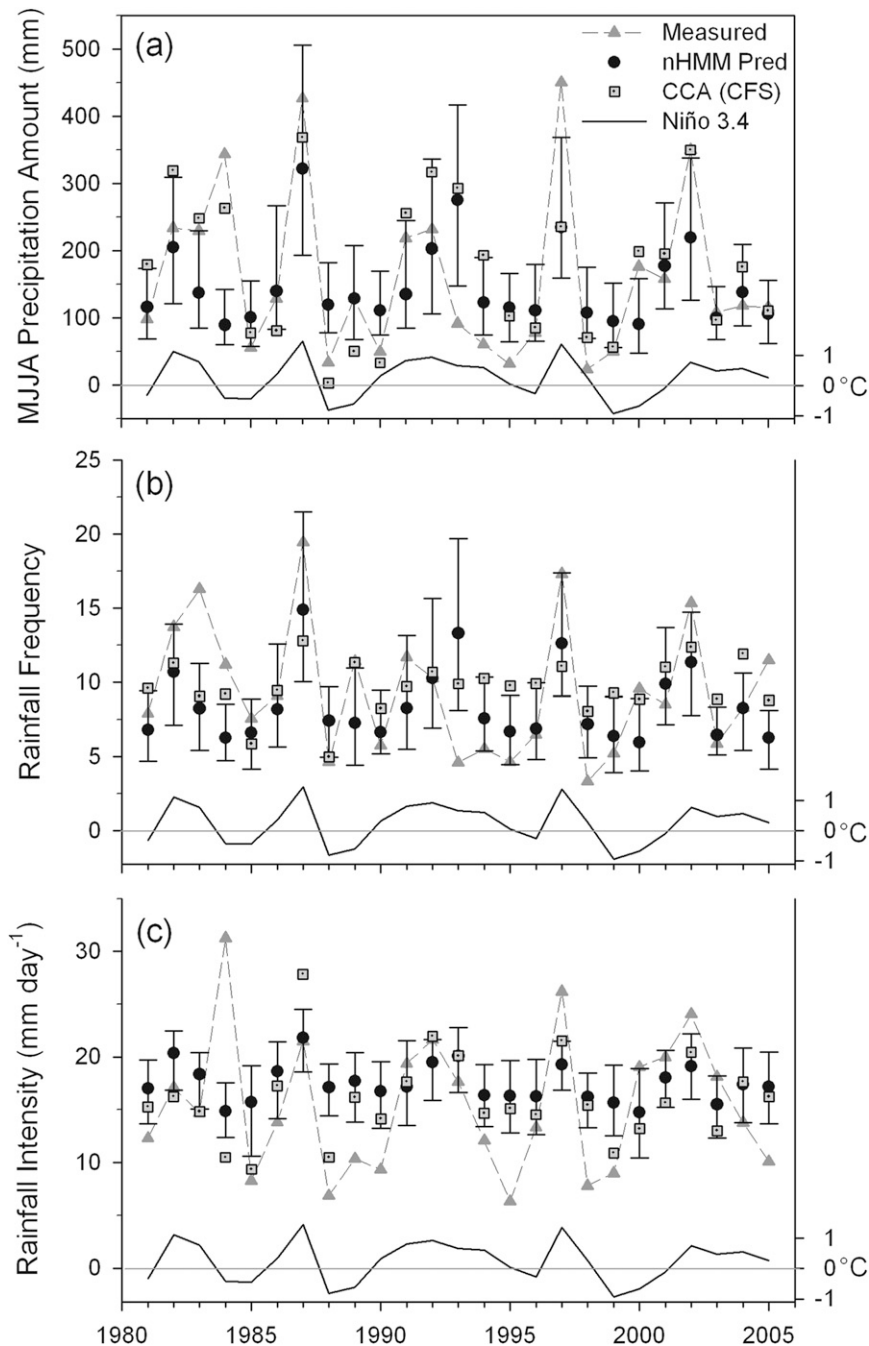 (a)
Measured
nHMM Pred
CCA (CFS)
Niño 3.4
MJJA Precipitation Amount (mm)
500
400
300
200
100
0
1
0°C
-1
(b)
Rainfall Frequency
25
20
15
10
5
0
1
0°C
-1
(c)
Rainfall Intensity (mm day-1)
30
20
10
0
1
0°C
-1
1980 1985 1990 1995 2000 2005